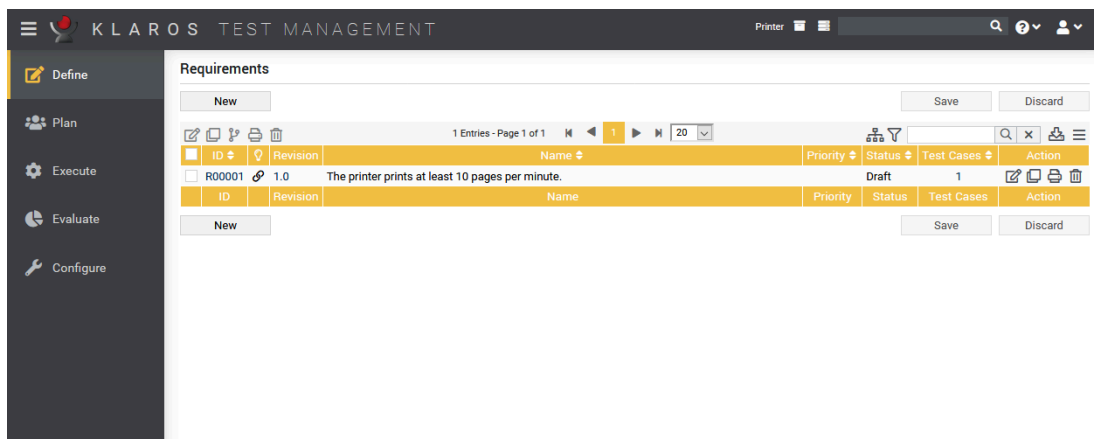 KLAROS TEST MANAGEMENT Printer
Define
Requirements
New Save Discard
Plan
1 Entries - Page 1 of 1 1 20
ID Revision Name Priority Status Test Cases Action
Execute
R00001 1.0 The printer prints at least 10 pages per minute. Draft 1
ID Revision Name Priority Status Test Cases Action
Evaluate
New Save Discard
Configure